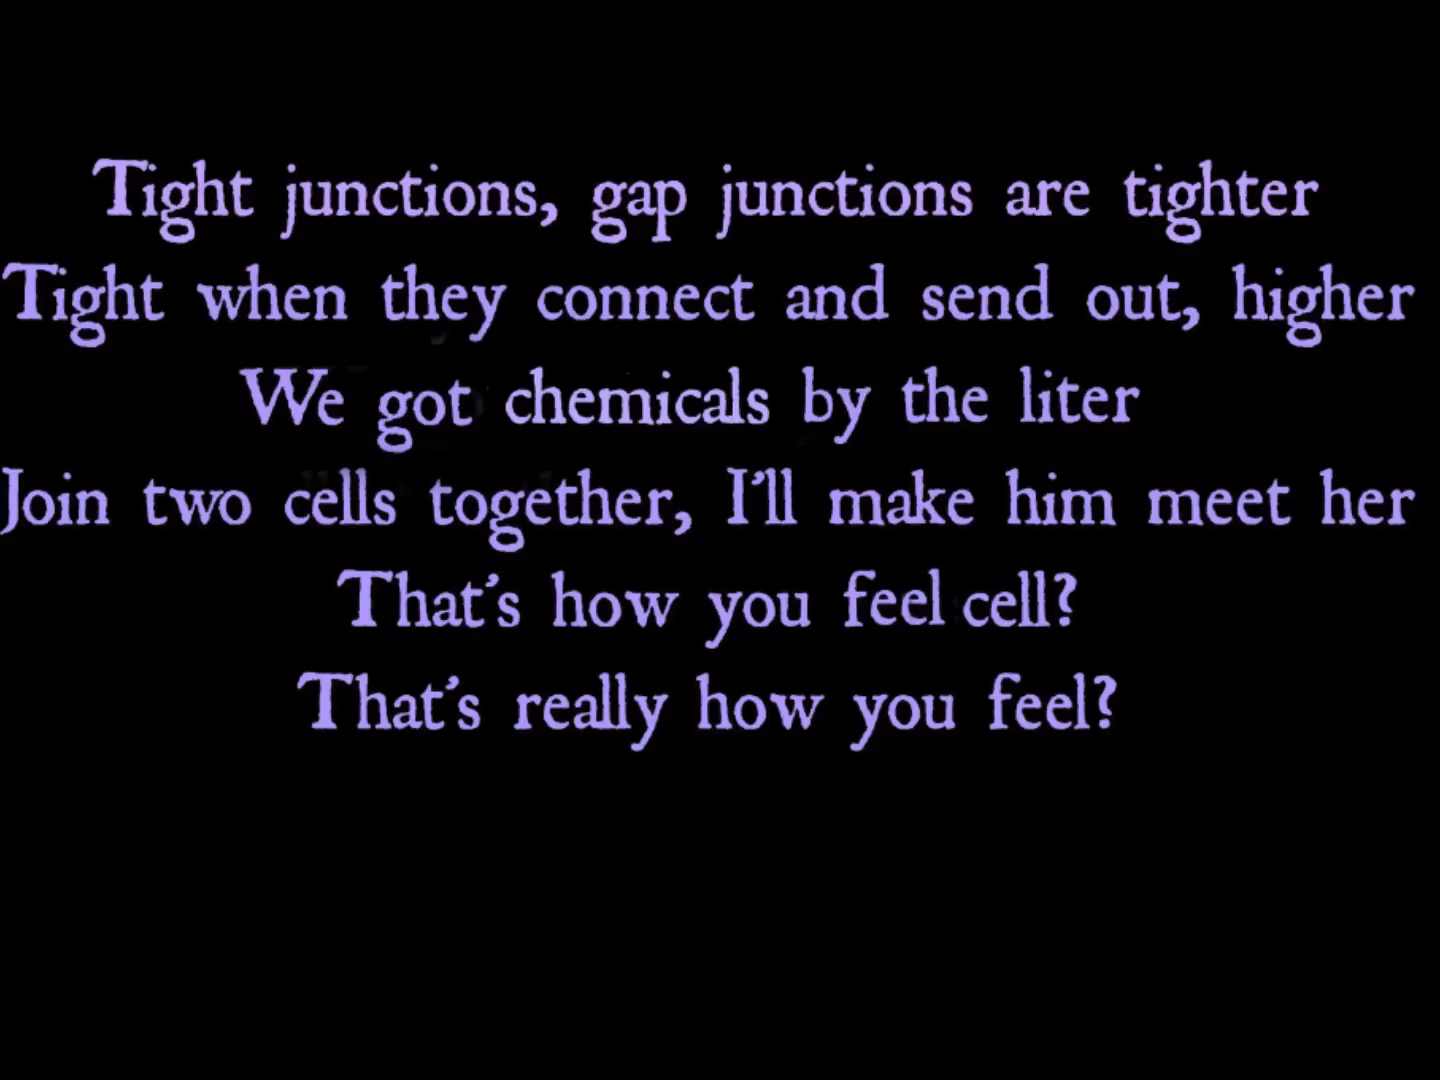 Tight junctions, gap junctions are tighter
Tight when they connect and send out, higher
We got chemicals by the liter
Join two cells together, I'll make him meet her
That's how you feel cell?
That's really how you feel?